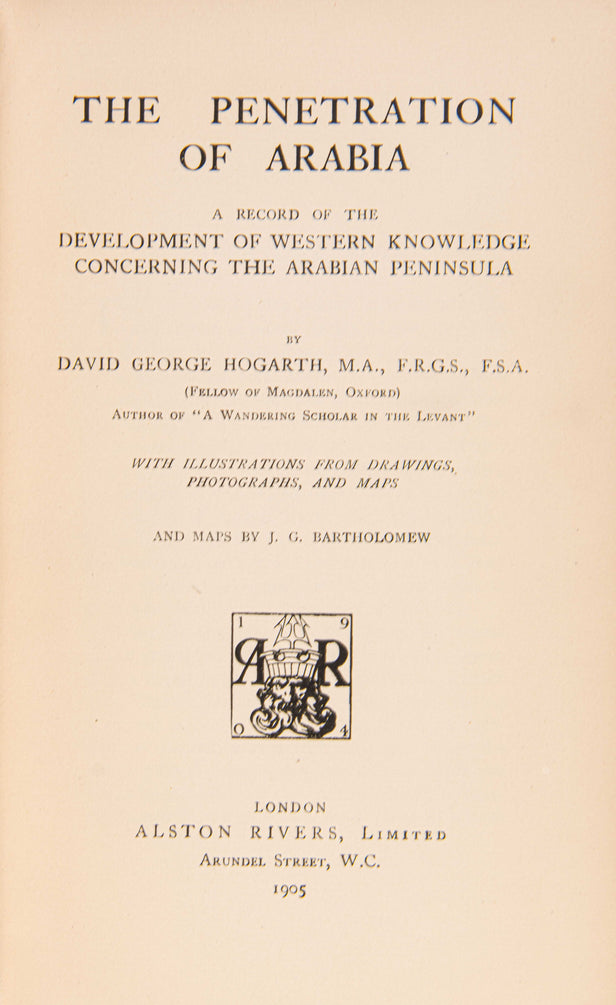 THE PENETRATION
OF ARABIA
A RECORD OF THE
DEVELOPMENT OF WESTERN KNOWLEDGE
CONCERNING THE ARABIAN PENINSULA
BY
DAVID GEORGE HOGARTH, M.A., F.R.G.S., F.S.A.
(FELLOW OF MAGDALEN, OXFORD)
AUTHOR OF "A WANDERING SCHOLAR IN THE LEVANT"
WITH ILLUSTRATIONS FROM DRAWINGS,
PHOTOGRAPHS, AND MAPS
AND MAPS BY J. G. BARTHOLOMEW
1 9
A R
0 4
LONDON
ALSTON RIVERS, LIMITED
ARUNDEL STREET, W.C.
1905